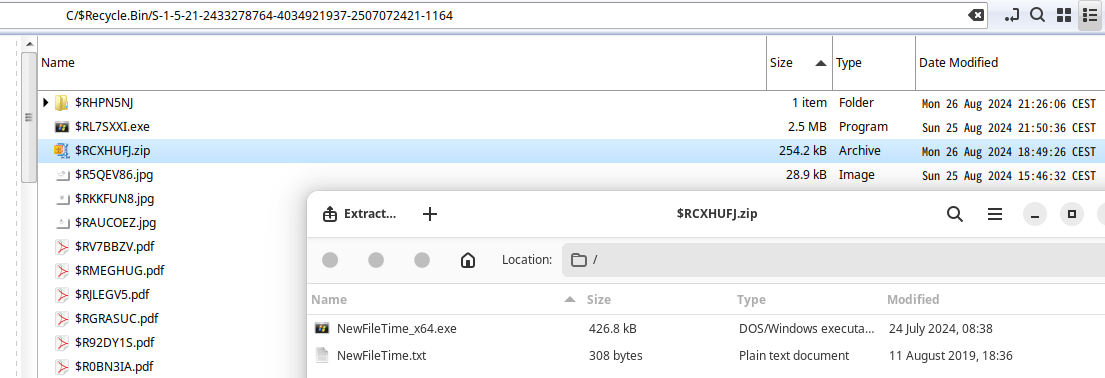 C/$Recycle.Bin/S-1-5-21-2433278764-4034921937-2507072421-1164
Name Size Type Date Modified
$RHPN5NJ 1 item Folder Mon 26 Aug 2024 21:26:06 CEST
$RL7SXXI.exe 2.5 MB Program Sun 25 Aug 2024 21:50:36 CEST
$RCXHUFJ.zip 254.2 kB Archive Mon 26 Aug 2024 18:49:26 CEST
$R5QEV86.jpg 28.9 kB Image Sun 25 Aug 2024 15:46:32 CEST
$RKKFUN8.jpg
$RAUCOEZ.jpg
$RV7BBZV.pdf
$RMEGHUG.pdf
$RJLEGV5.pdf
$RGRASUC.pdf
$R92DY1S.pdf
$R0BN3IA.pdf
Extract... $RCXHUFJ.zip
Location: /
Name Size Type Modified
NewFileTime_x64.exe 426.8 kB DOS/Windows executa... 24 July 2024, 08:38
NewFileTime.txt 308 bytes Plain text document 11 August 2019, 18:36